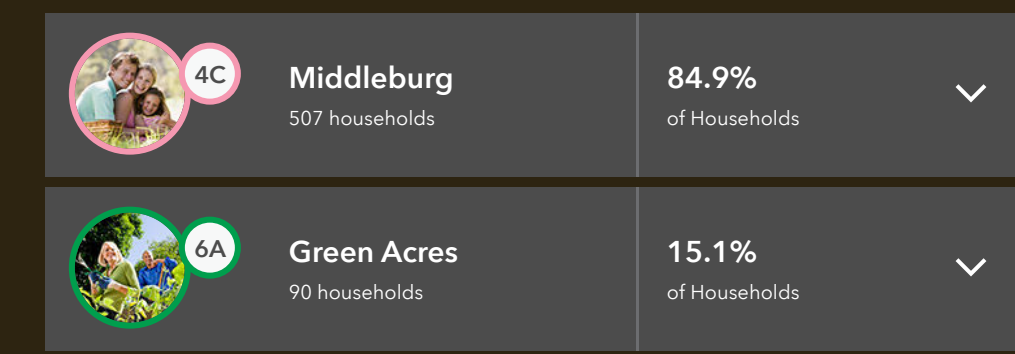 4C
Middleburg
507 households
84.9%
of Households
6A
Green Acres
90 households
15.1%
of Households